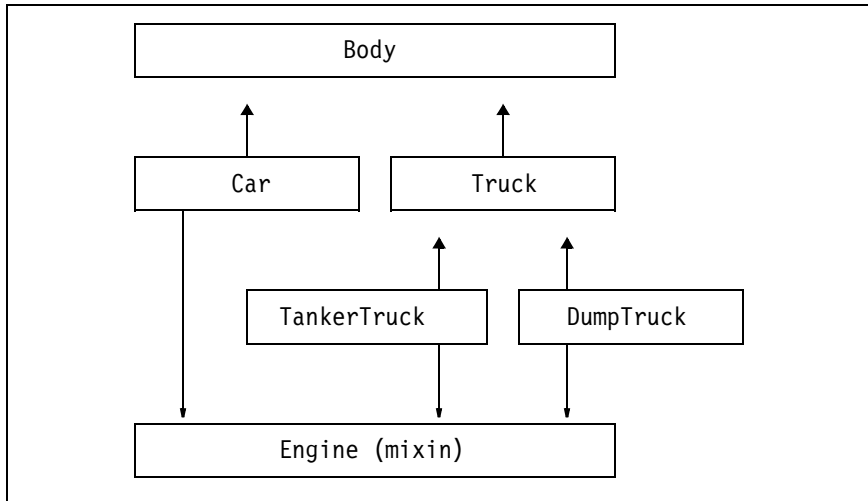 Body
Car
Truck
TankerTruck
DumpTruck
Engine (mixin)